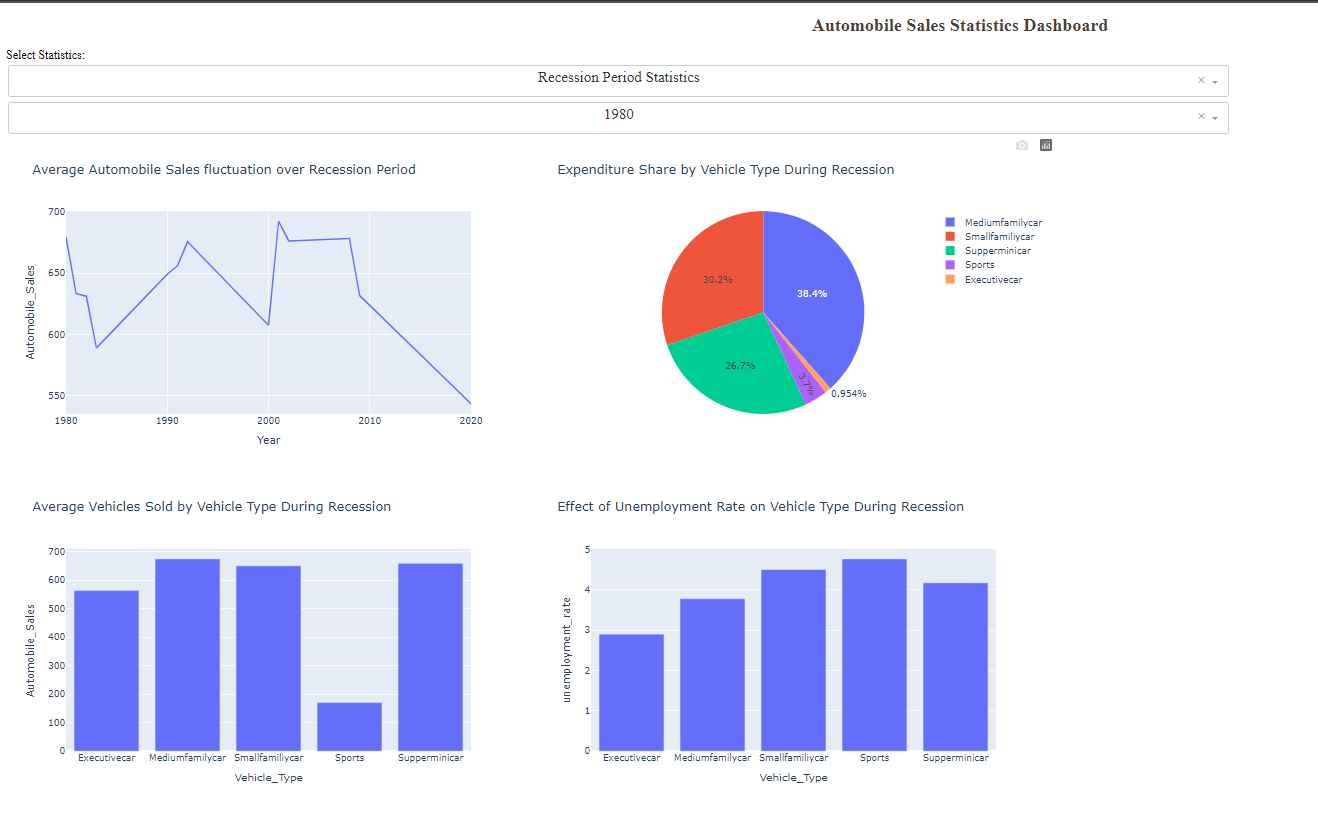 Automobile Sales Statistics Dashboard
Select Statistics:
Recession Period Statistics
× 
1980
×
Average Automobile Sales fluctuation over Recession Period
700
650
600
550
Automobile_Sales
1980 1990 2000 2010 2020
Year
Expenditure Share by Vehicle Type During Recession
38.4%
30.2%
26.7%
3.7%
0.954%
Mediumfamilycar
Smallfamiliycar
Supperminicar
Sports
Executivecar
Average Vehicles Sold by Vehicle Type During Recession
700
600
500
400
300
200
100
0
Automobile_Sales
Executivecar Mediumfamilycar Smallfamiliycar Sports Supperminicar
Vehicle_Type
Effect of Unemployment Rate on Vehicle Type During Recession
5
4
3
2
1
0
unemployment_rate
Executivecar Mediumfamilycar Smallfamiliycar Sports Supperminicar
Vehicle_Type